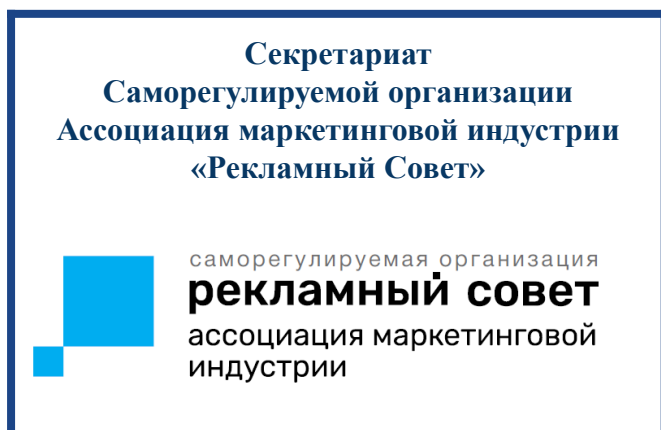 Секретариат
Саморегулируемой организации
Ассоциация маркетинговой индустрии
«Рекламный Совет»
саморегулируемая организация
рекламный совет
ассоциация маркетинговой
индустрии